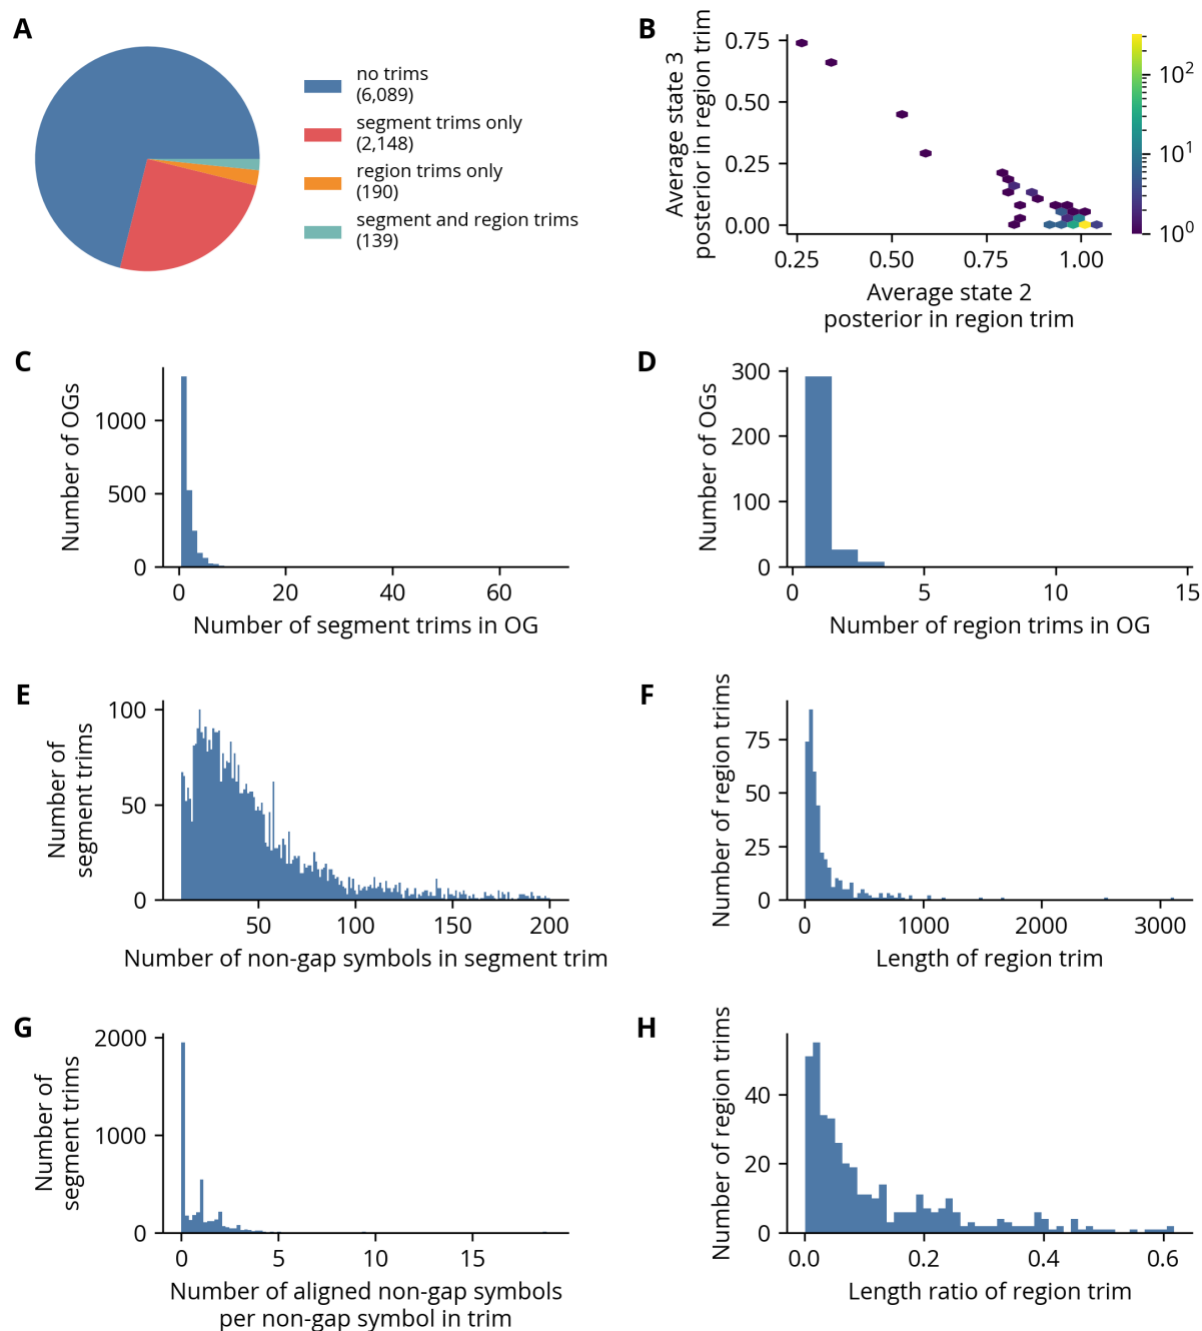 A
no trims
(6,089)
segment trims only
(2,148)
region trims only
(190)
segment and region trims
(139)
B
Average state 3
posterior in region trim
0.75
0.50
0.25
0.00
0.25
0.50
0.75
1.00
Average state 2
posterior in region trim
10²
10¹
10⁰
C
Number of OGs
1000
500
0
0
20
40
60
Number of segment trims in OG
D
Number of OGs
300
200
100
0
0
5
10
15
Number of region trims in OG
E
Number of
segment trims
100
50
0
50
100
150
200
Number of non-gap symbols in segment trim
F
Number of region trims
75
50
25
0
0
1000
2000
3000
Length of region trim
G
Number of
segment trims
2000
1000
0
0
5
10
15
Number of aligned non-gap symbols
per non-gap symbol in trim
H
Number of region trims
40
20
0
0.0
0.2
0.4
0.6
Length ratio of region trim